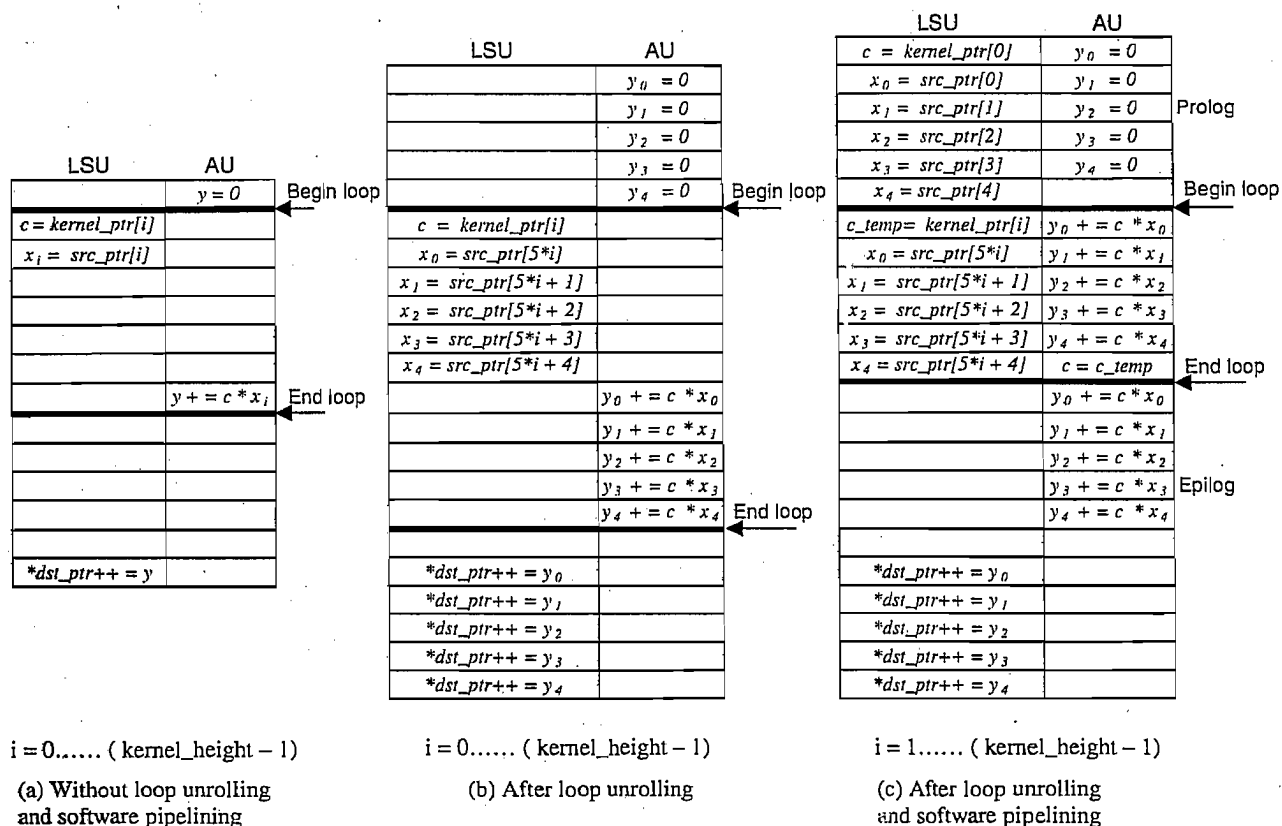 LSU AU
y = 0
Begin loop
c = kernel_ptr[i]
x_i = src_ptr[i]
y + = c * x_i
End loop
*dst_ptr++ = y
i = 0...... ( kernel_height – 1)
(a) Without loop unrolling
and software pipelining
LSU AU
y_0 = 0
y_1 = 0
y_2 = 0
y_3 = 0
y_4 = 0
Begin loop
c = kernel_ptr[i]
x_0 = src_ptr[5*i]
x_1 = src_ptr[5*i + 1]
x_2 = src_ptr[5*i + 2]
x_3 = src_ptr[5*i + 3]
x_4 = src_ptr[5*i + 4]
y_0 + = c * x_0
y_1 + = c * x_1
y_2 + = c * x_2
y_3 + = c * x_3
y_4 + = c * x_4
End loop
*dst_ptr++ = y_0
*dst_ptr++ = y_1
*dst_ptr++ = y_2
*dst_ptr++ = y_3
*dst_ptr++ = y_4
i = 0...... ( kernel_height – 1)
(b) After loop unrolling
LSU AU
c = kernel_ptr[0] y_0 = 0
x_0 = src_ptr[0] y_1 = 0
x_1 = src_ptr[1] y_2 = 0 Prolog
x_2 = src_ptr[2] y_3 = 0
x_3 = src_ptr[3] y_4 = 0
x_4 = src_ptr[4]
Begin loop
c_temp= kernel_ptr[i] y_0 + = c * x_0
x_0 = src_ptr[5*i] y_1 + = c * x_1
x_1 = src_ptr[5*i + 1] y_2 + = c * x_2
x_2 = src_ptr[5*i + 2] y_3 + = c * x_3
x_3 = src_ptr[5*i + 3] y_4 + = c * x_4
x_4 = src_ptr[5*i + 4] c = c_temp
End loop
y_0 + = c * x_0
y_1 + = c * x_1
y_2 + = c * x_2
y_3 + = c * x_3 Epilog
y_4 + = c * x_4
*dst_ptr++ = y_0
*dst_ptr++ = y_1
*dst_ptr++ = y_2
*dst_ptr++ = y_3
*dst_ptr++ = y_4
i = 1...... ( kernel_height – 1)
(c) After loop unrolling
and software pipelining